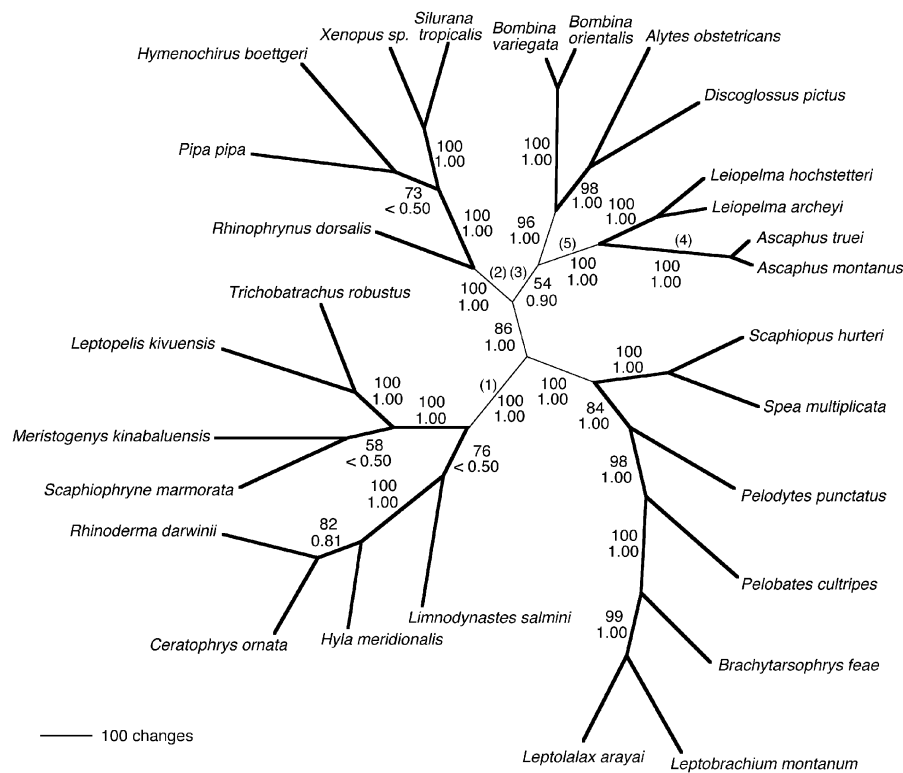 Silurana
tropicalis
Xenopus sp.
Bombina
variegata
Bombina
orientalis
Alytes obstetricans
Hymenochirus boettgeri
Discoglossus pictus
Pipa pipa
100
1.00
100
1.00
98
1.00
Leiopelma hochstetteri
73
< 0.50
100
1.00
Leiopelma archeyi
Rhinophrynus dorsalis
100
1.00
96
1.00
(5)
(4)
Ascaphus truei
Ascaphus montanus
100
1.00
100
1.00
(2)
(3)
100
1.00
54
0.90
Trichobatrachus robustus
86
1.00
Scaphiopus hurteri
Leptopelis kivuensis
100
1.00
100
1.00
100
1.00
(1)
100
1.00
100
1.00
84
1.00
Spea multiplicata
Meristogenys kinabaluensis
58
< 0.50
76
< 0.50
98
1.00
Scaphiophryne marmorata
100
1.00
Pelodytes punctatus
Rhinoderma darwinii
82
0.81
100
1.00
Pelobates cultripes
Limnodynastes salmini
99
1.00
Ceratophrys ornata
Hyla meridionalis
Brachytarsophrys feae
100 changes
Leptolalax arayai
Leptobrachium montanum